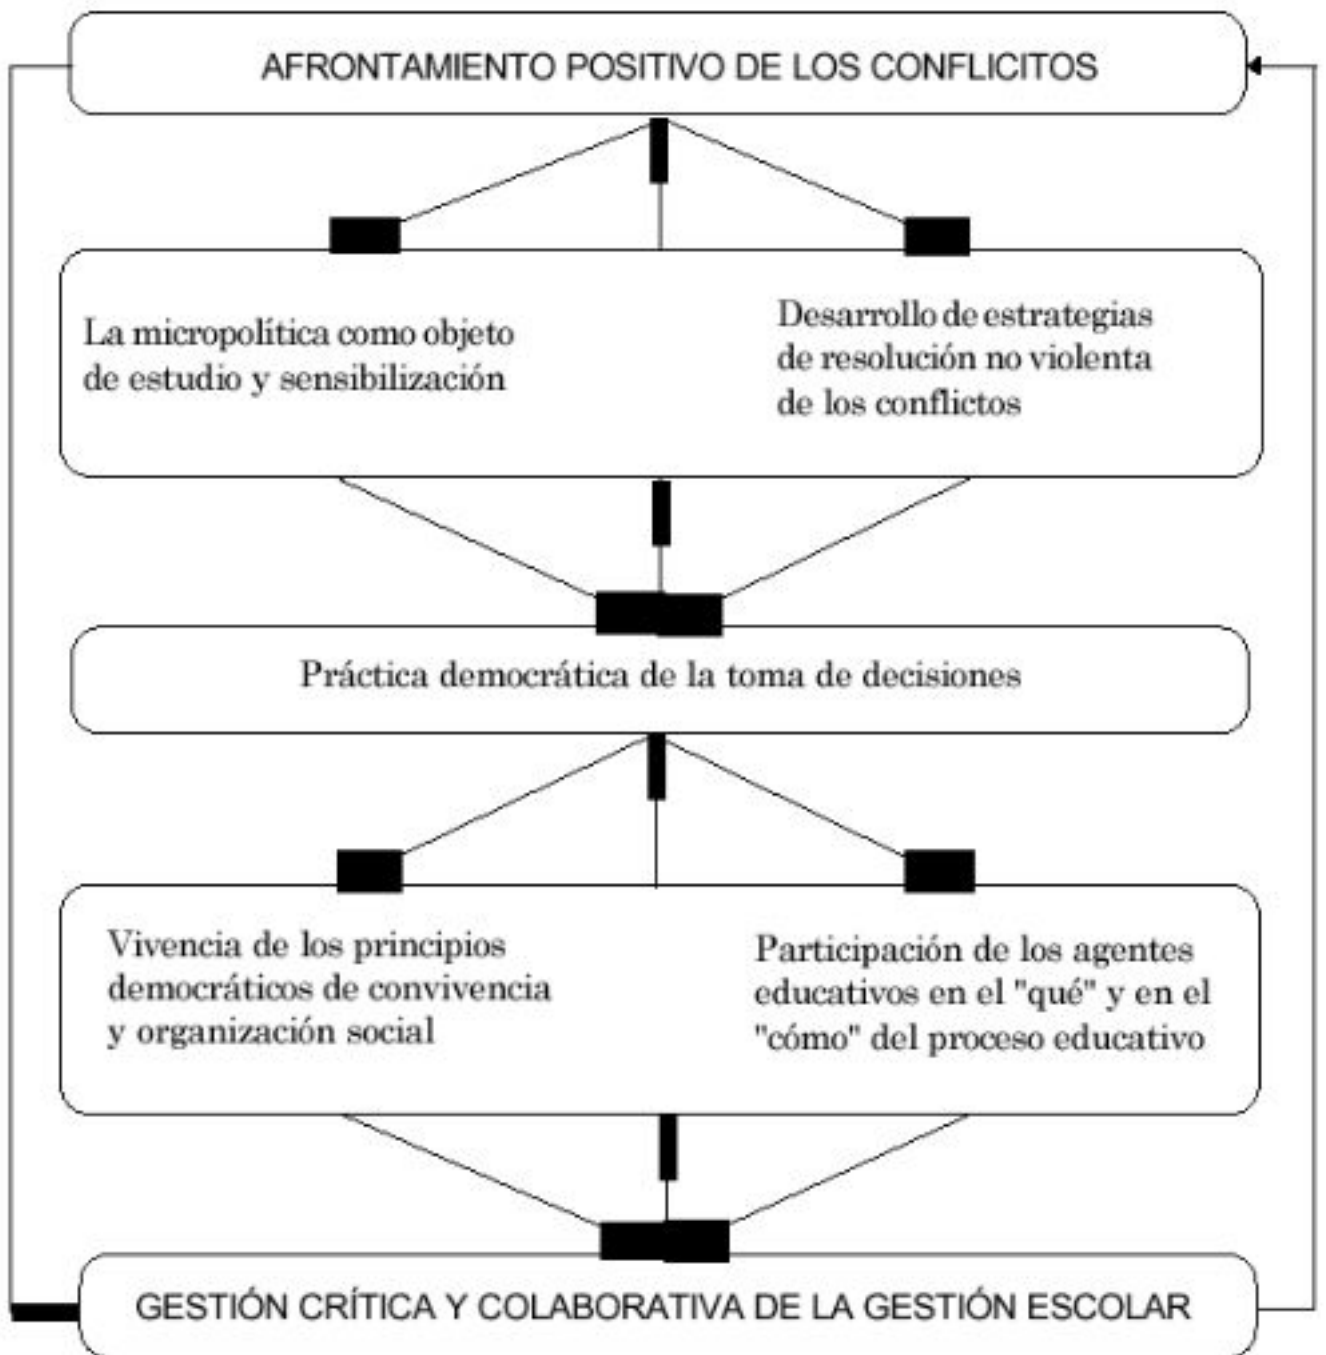 AFRONTAMIENTO POSITIVO DE LOS CONFLICITOS
La micropolítica como objeto
de estudio y sensibilización
Desarrollo de estrategias
de resolución no violenta
de los conflictos
Práctica democrática de la toma de decisiones
Vivencia de los principios
democráticos de convivencia
y organización social
Participación de los agentes
educativos en el "qué" y en el
"cómo" del proceso educativo
GESTIÓN CRÍTICA Y COLABORATIVA DE LA GESTIÓN ESCOLAR